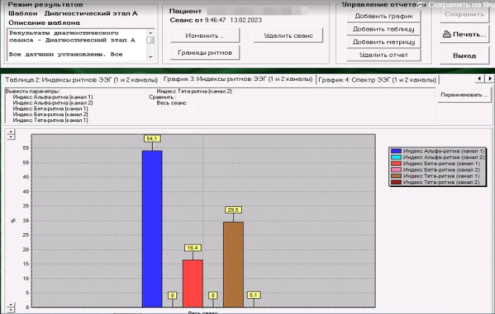 Режим результатов
Шаблон Диагностический этап А
Описание шаблона
Результаты диагностического
сеанса - Диагностический этап А
Все датчики установлены. Все
Пациент
Сеанс от 9:46:47 13.02.2023
Изменить ...
Удалить сеанс
Границы ритмов
Управление отчетом
Добавить график
Добавить таблицу
Добавить матрицу
Удалить отчет
Сохранить на
Сохранить
Печать...
Выход
Таблица 2: Индексы ритмов ЭЭГ (1 и 2 каналы)
График 3: Индексы ритмов ЭЭГ (1 и 2 каналы)
График 4: Спектр ЭЭГ (1 и 2 каналы)
Вывести параметры:
Индекс Альфа-ритма (канал 1)
Индекс Альфа-ритма (канал 2)
Индекс Бета-ритма (канал 1)
Индекс Бета-ритма (канал 2)
Индекс Тета-ритма (канал 1)
Индекс Тета-ритма (канал 2)
Сравнить:
Весь сеанс
Переименовать...
55
50
45
40
35
30
25
20
15
10
5
0
%
54,1
0
16,4
0
29,5
0,1
Весь сеанс
Индекс Альфа-ритма (канал 1)
Индекс Альфа-ритма (канал 2)
Индекс Бета-ритма (канал 1)
Индекс Бета-ритма (канал 2)
Индекс Тета-ритма (канал 1)
Индекс Тета-ритма (канал 2)